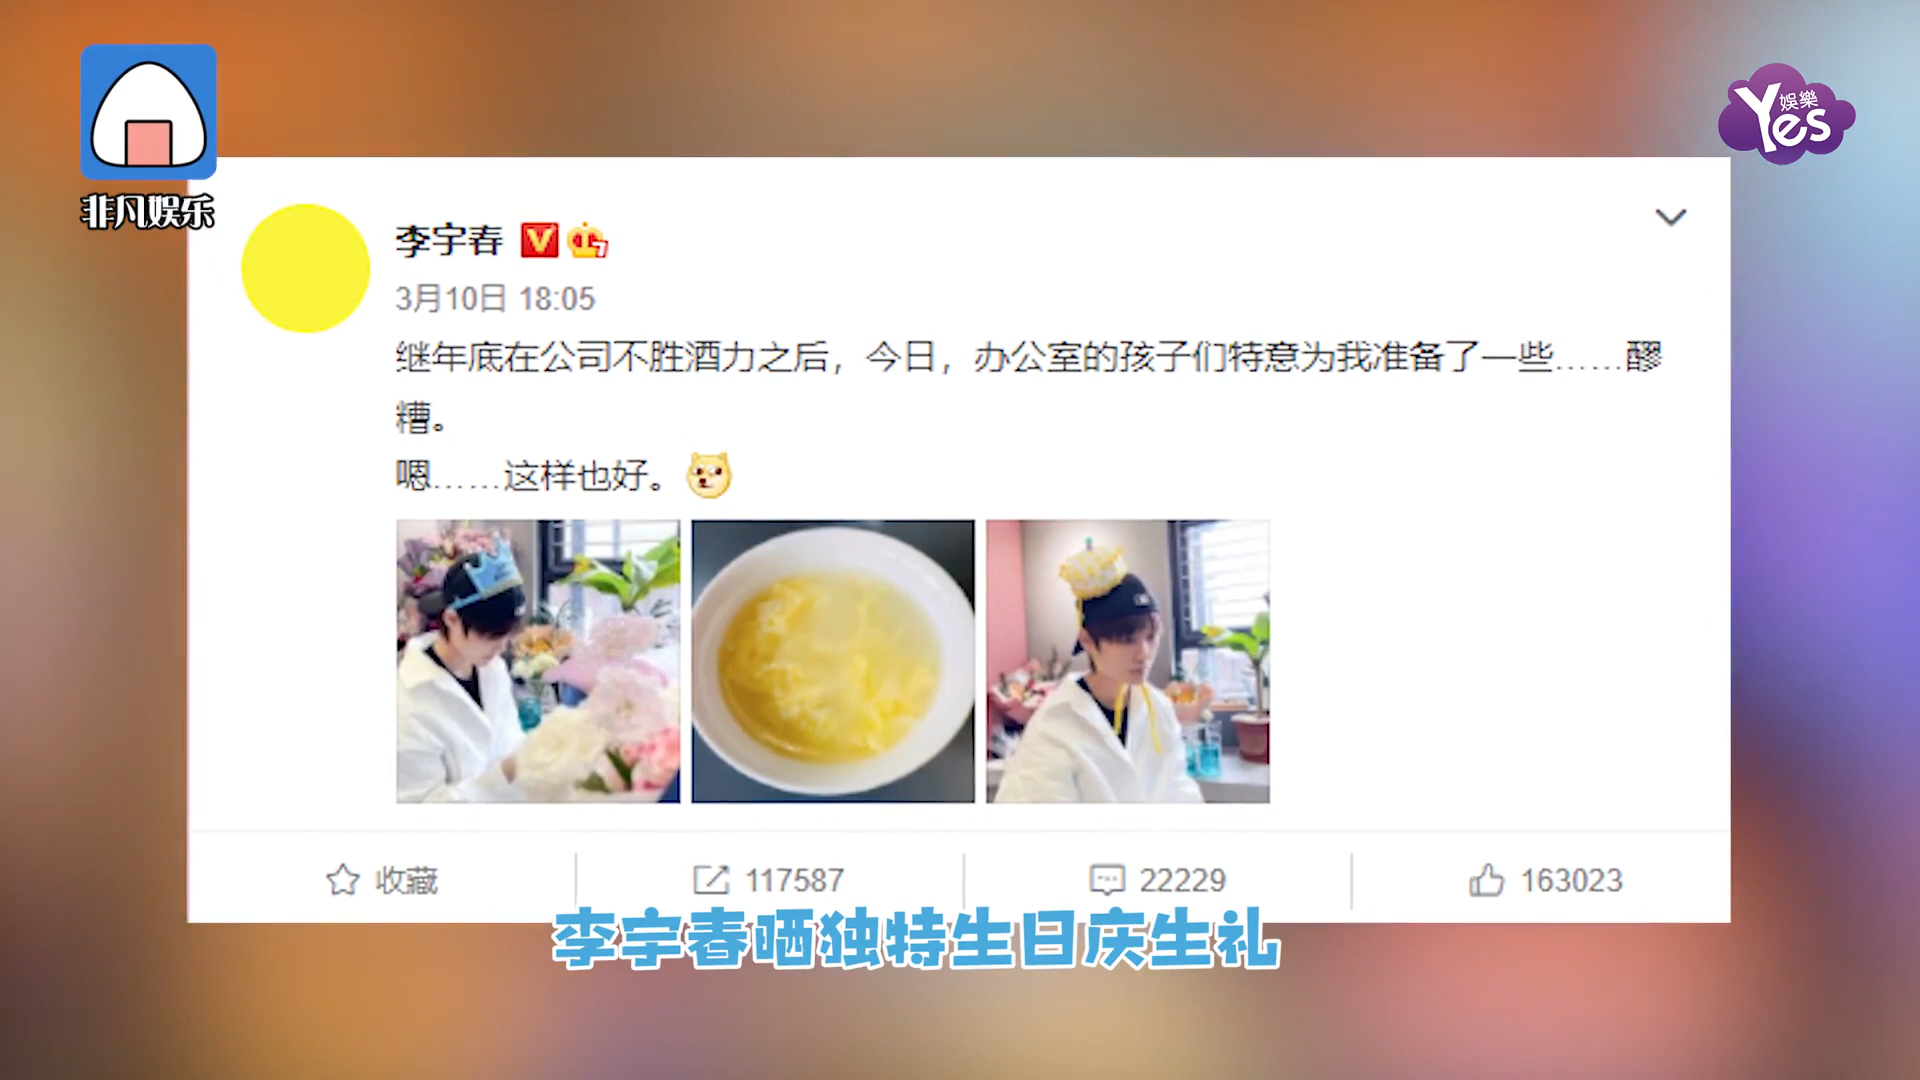 非凡娱乐
Yes
娱樂
李宇春
3月10日 18:05
继年底在公司不胜酒力之后，今日，办公室的孩子们特意为我准备了一些……醪
糟。
嗯……这样也好。
收藏
117587
22229
163023
李宇春晒独特生日庆生礼